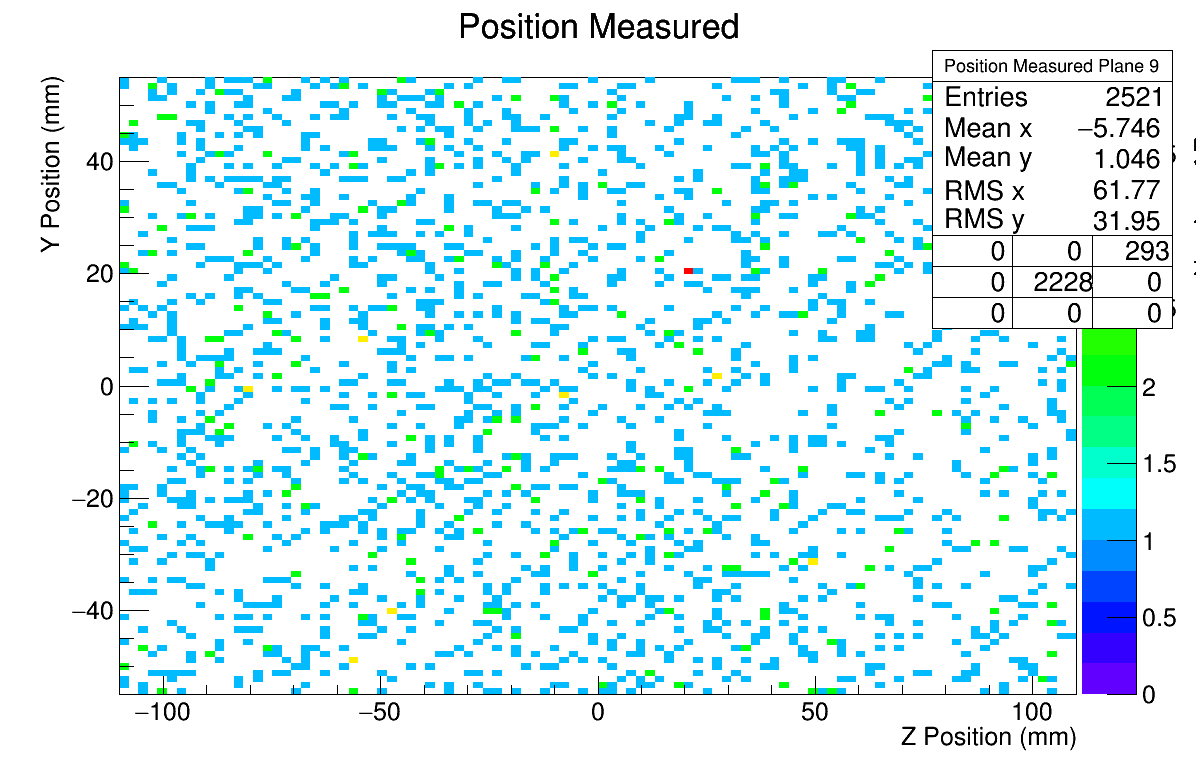 Position Measured
Y Position (mm)
Position Measured Plane 9
Entries 2521
Mean x −5.746
Mean y 1.046
RMS x 61.77
RMS y 31.95
0 0 293
0 2228 0
0 0 0
40
20
0
−20
−40
2
1.5
1
0.5
0
−100 −50 0 50 100
Z Position (mm)